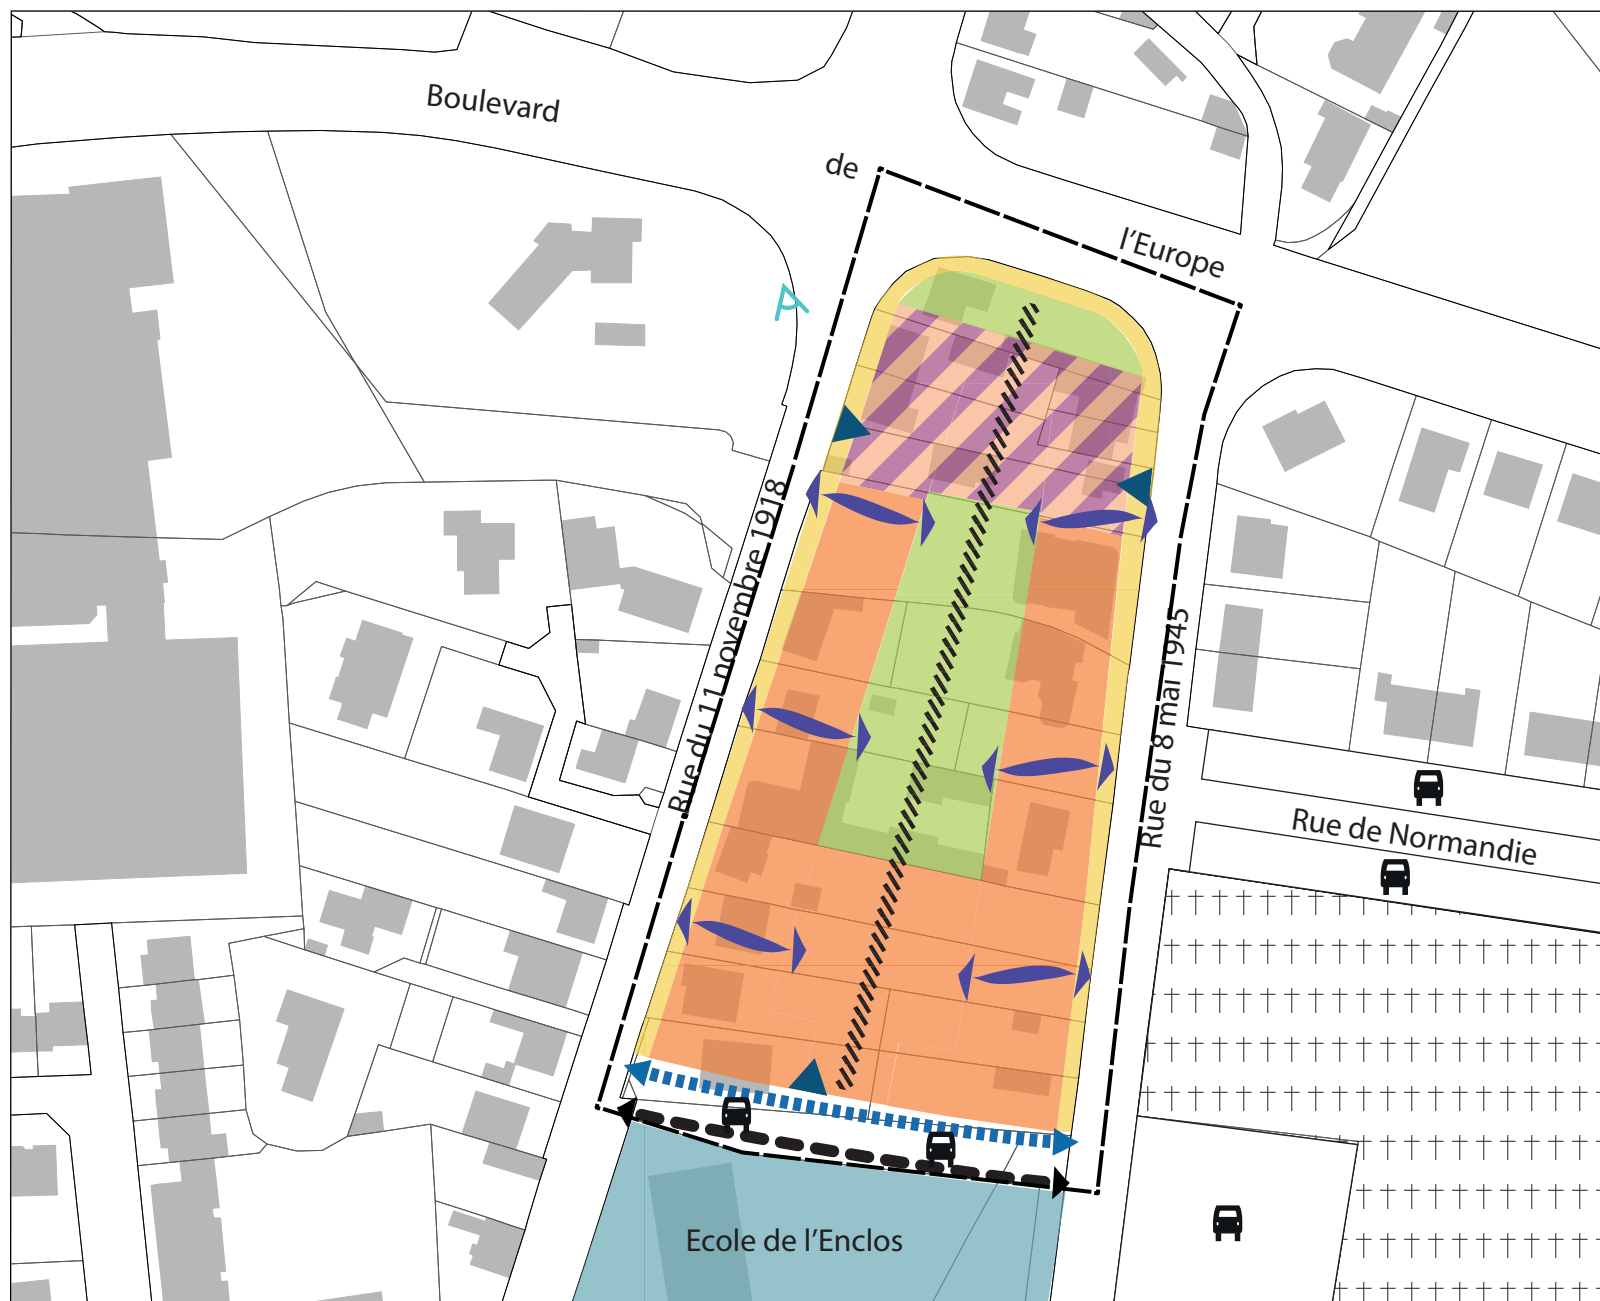 Boulevard
de
l'Europe
Rue du 11 novembre 1918
Rue du 8 mai 1945
Rue de Normandie
Ecole de l'Enclos